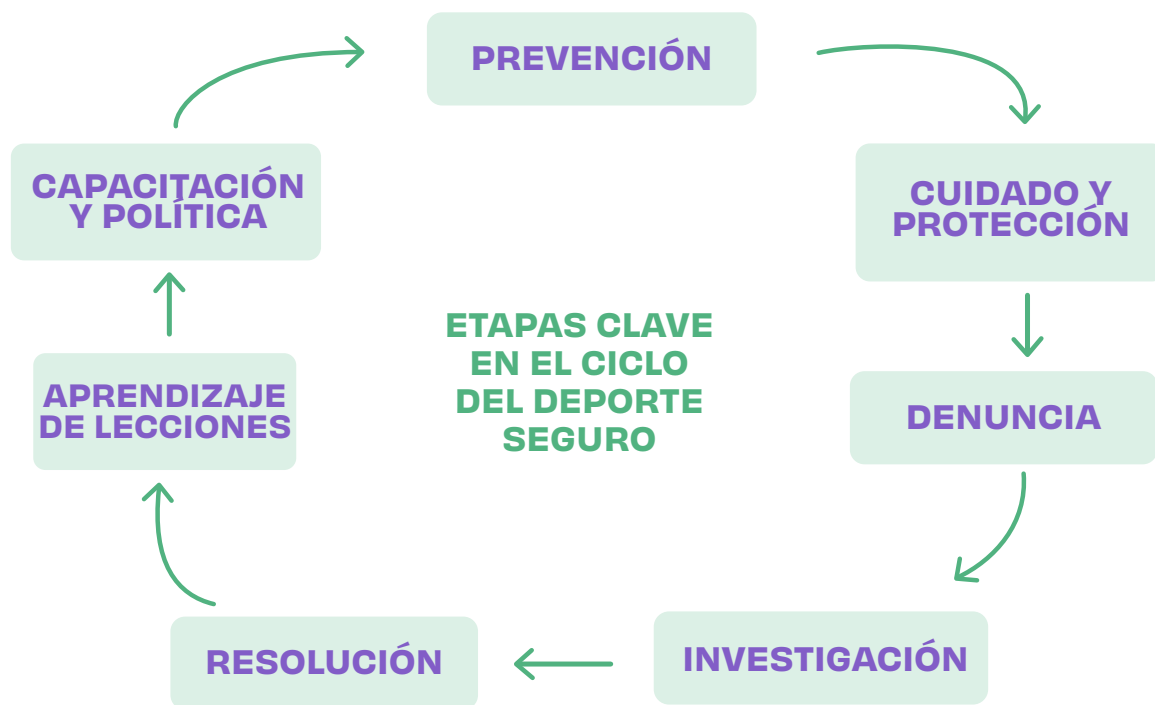 PREVENCIÓN
CUIDADO Y
PROTECCIÓN
DENUNCIA
INVESTIGACIÓN
RESOLUCIÓN
APRENDIZAJE
DE LECCIONES
CAPACITACIÓN
Y POLÍTICA
ETAPAS CLAVE
EN EL CICLO
DEL DEPORTE
SEGURO